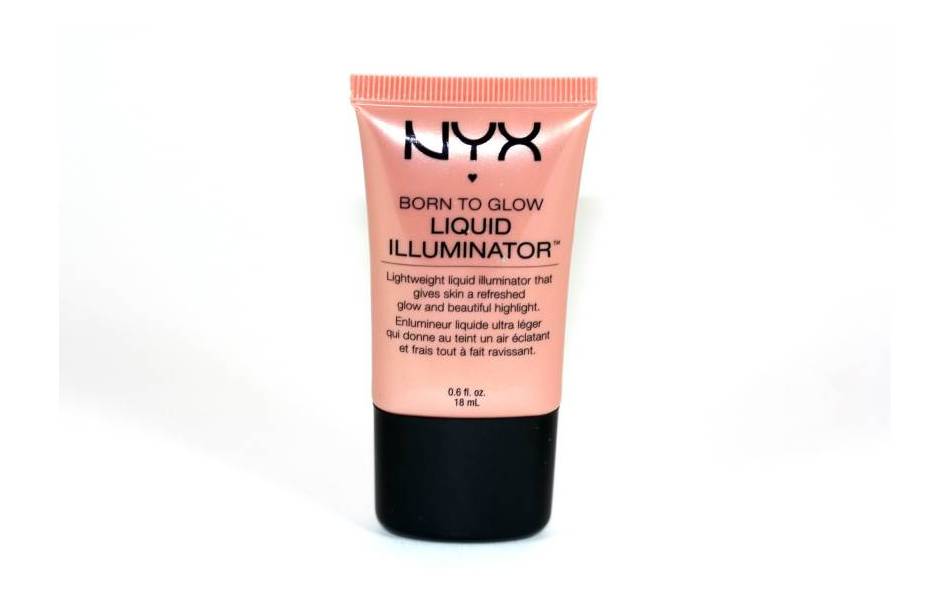 NYX
♥
BORN TO GLOW
LIQUID
ILLUMINATOR™
Lightweight liquid illuminator that
gives skin a refreshed
glow and beautiful highlight.
Enlumineur liquide ultra léger
qui donne au teint un air éclatant
et frais tout à fait ravissant.
0.6 fl. oz.
18 mL